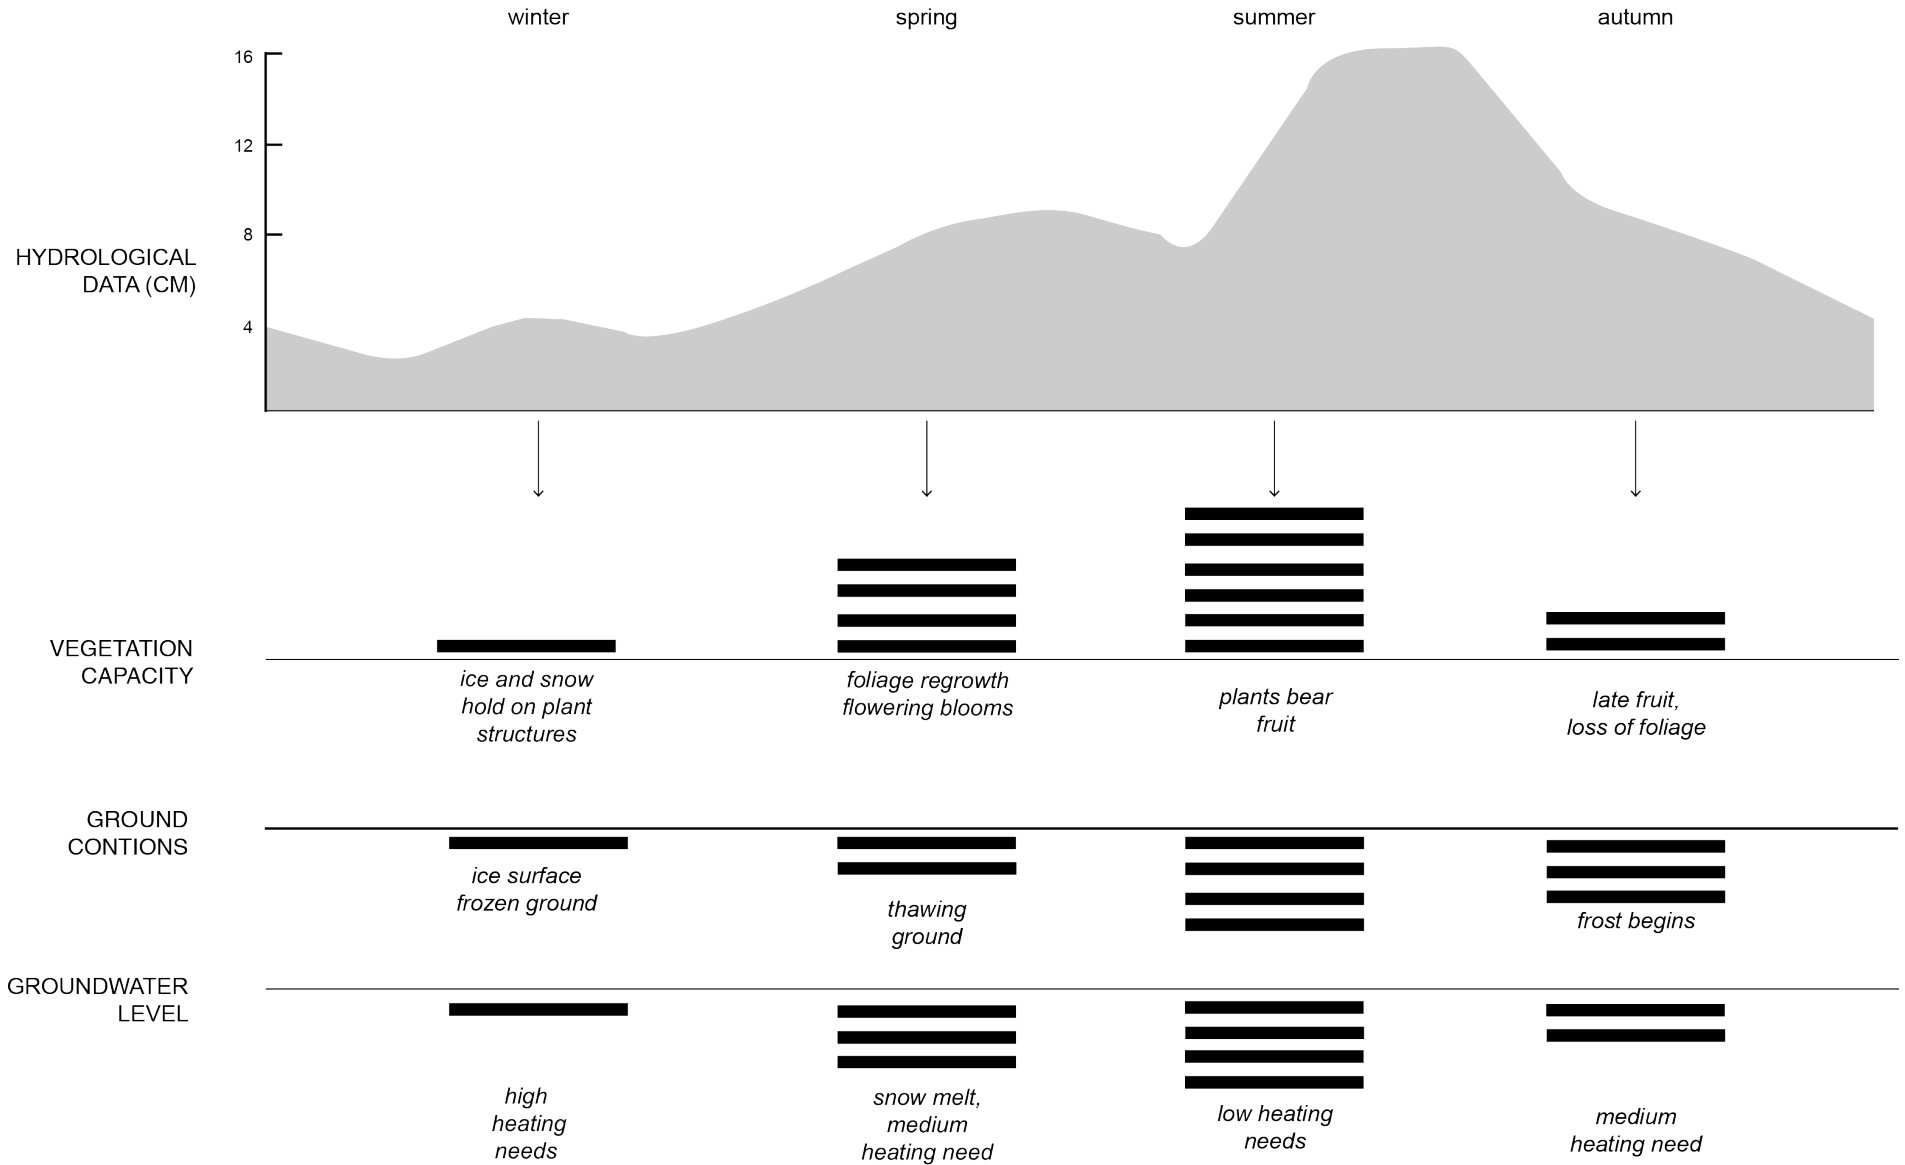 winter
spring
summer
autumn
16
12
8
4
HYDROLOGICAL
DATA (CM)
VEGETATION
CAPACITY
ice and snow
hold on plant
structures
foliage regrowth
flowering blooms
plants bear
fruit
late fruit,
loss of foliage
GROUND
CONTIONS
ice surface
frozen ground
thawing
ground
frost begins
GROUNDWATER
LEVEL
high
heating
needs
snow melt,
medium
heating need
low heating
needs
medium
heating need